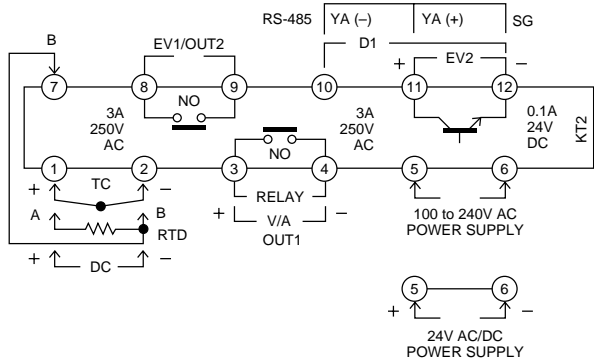 RS-485 YA (−) YA (+) SG
B EV1/OUT2 D1
+ EV2 −
7 8 9 10 11 12
3A
250V
AC
NO
3A
250V
AC
0.1A
24V
DC
KT2
NO
1 2 3 4 5 6
+ TC − RELAY
A B + V/A −
RTD OUT1
100 to 240V AC
POWER SUPPLY
+ DC −
5 6
+ −
24V AC/DC
POWER SUPPLY